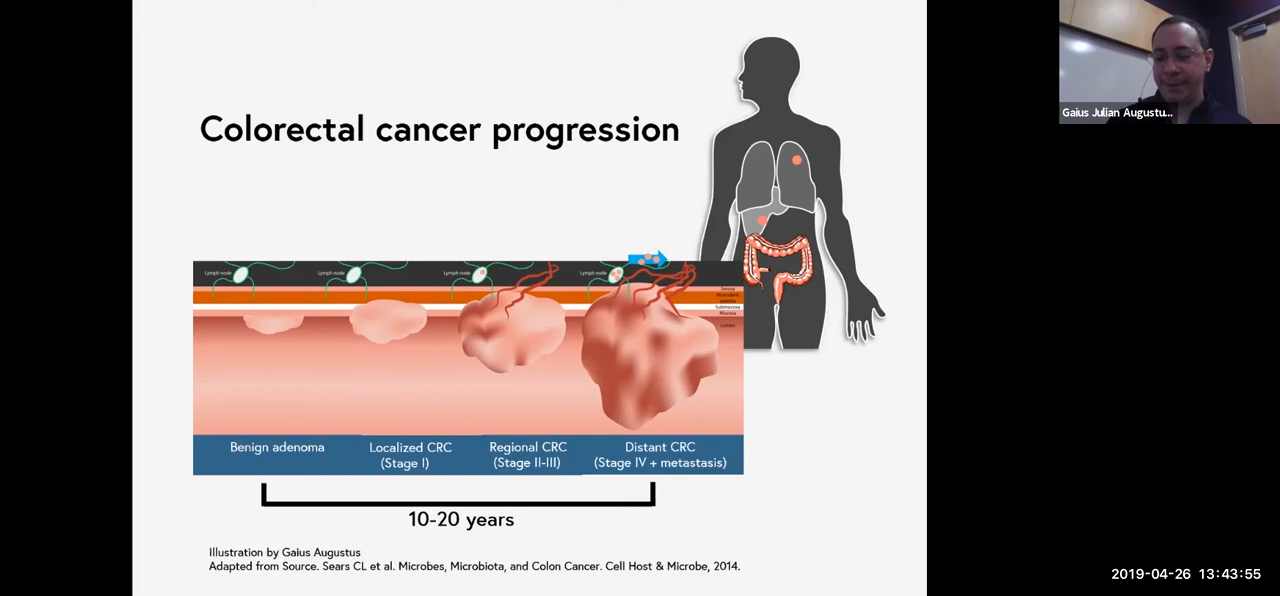 Colorectal cancer progression
Gaius Julian Augustu...
Lymph node
Lymph node
Lymph node
Lymph node
Serosa
Muscularis
externa
Submucosa
Mucosa
Lumen
Benign adenoma
Localized CRC
(Stage I)
Regional CRC
(Stage II-III)
Distant CRC
(Stage IV + metastasis)
10-20 years
Illustration by Gaius Augustus
Adapted from Source. Sears CL et al. Microbes, Microbiota, and Colon Cancer. Cell Host & Microbe, 2014.
2019-04-26 13:43:55